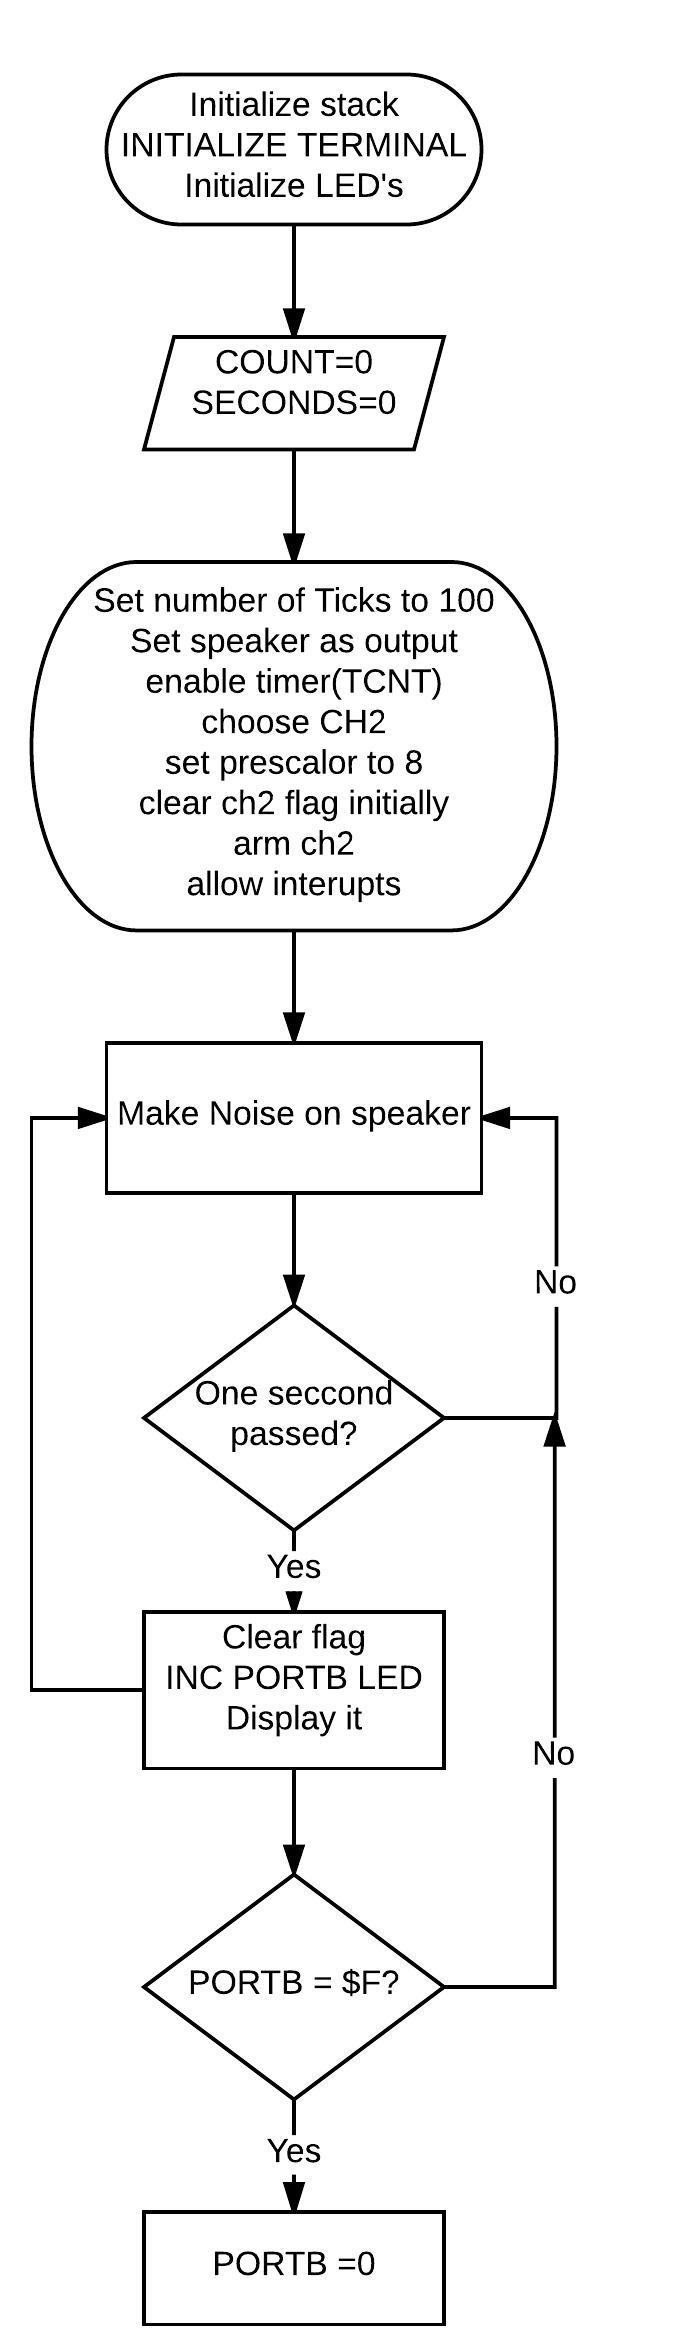 Initialize stack
INITIALIZE TERMINAL
Initialize LED's
COUNT=0
SECONDS=0
Set number of Ticks to 100
Set speaker as output
enable timer(TCNT)
choose CH2
set prescalor to 8
clear ch2 flag initially
arm ch2
allow interupts
Make Noise on speaker
No
One seccond
passed?
Yes
Clear flag
INC PORTB LED
Display it
No
PORTB = $F?
Yes
PORTB =0